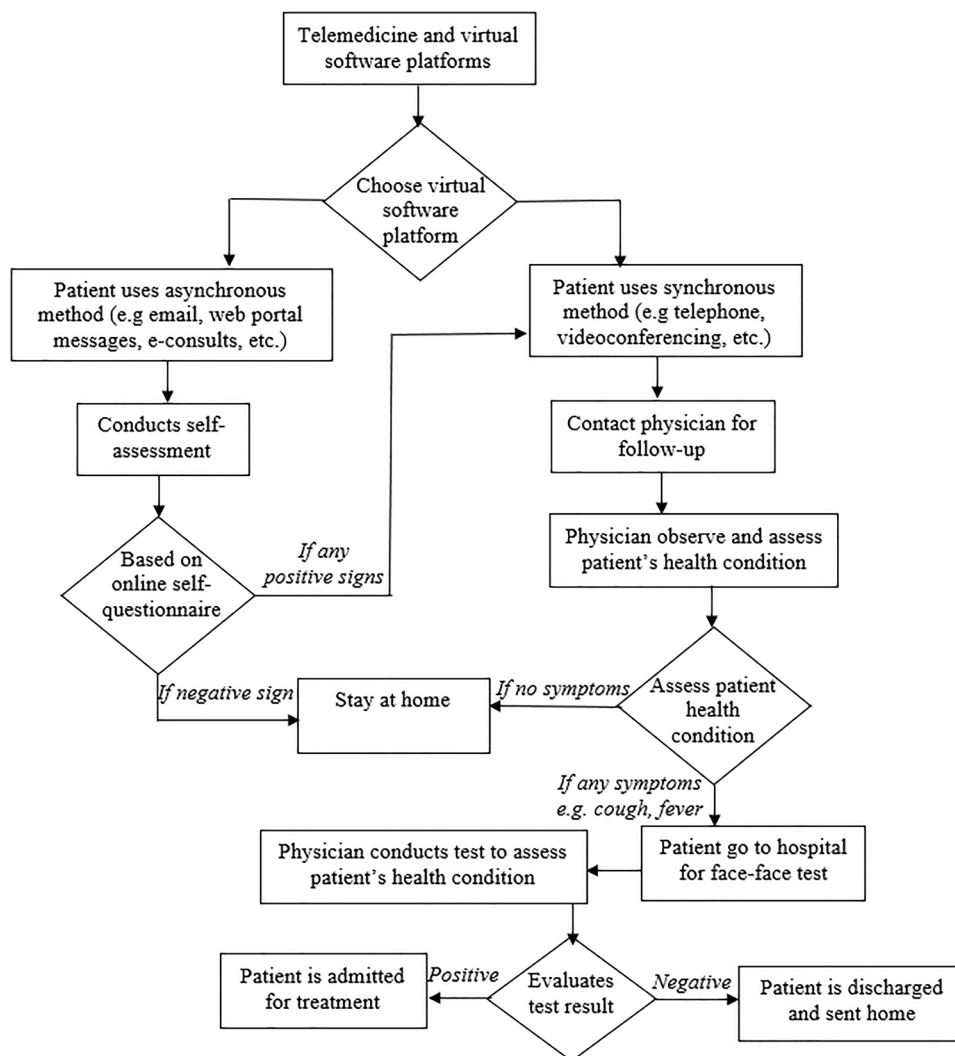 Telemedicine and virtual
software platforms
Choose virtual
software
platform
Patient uses asynchronous
method (e.g email, web portal
messages, e-consults, etc.)
Patient uses synchronous
method (e.g telephone,
videoconferencing, etc.)
Conducts self-
assessment
Contact physician for
follow-up
Based on
online self-
questionnaire
If any
positive signs
Physician observe and assess
patient's health condition
If negative sign
Stay at home
If no symptoms
Assess patient
health
condition
If any symptoms
e.g. cough, fever
Patient go to hospital
for face-face test
Physician conducts test to assess
patient's health condition
Evaluates
test result
Positive
Patient is admitted
for treatment
Negative
Patient is discharged
and sent home